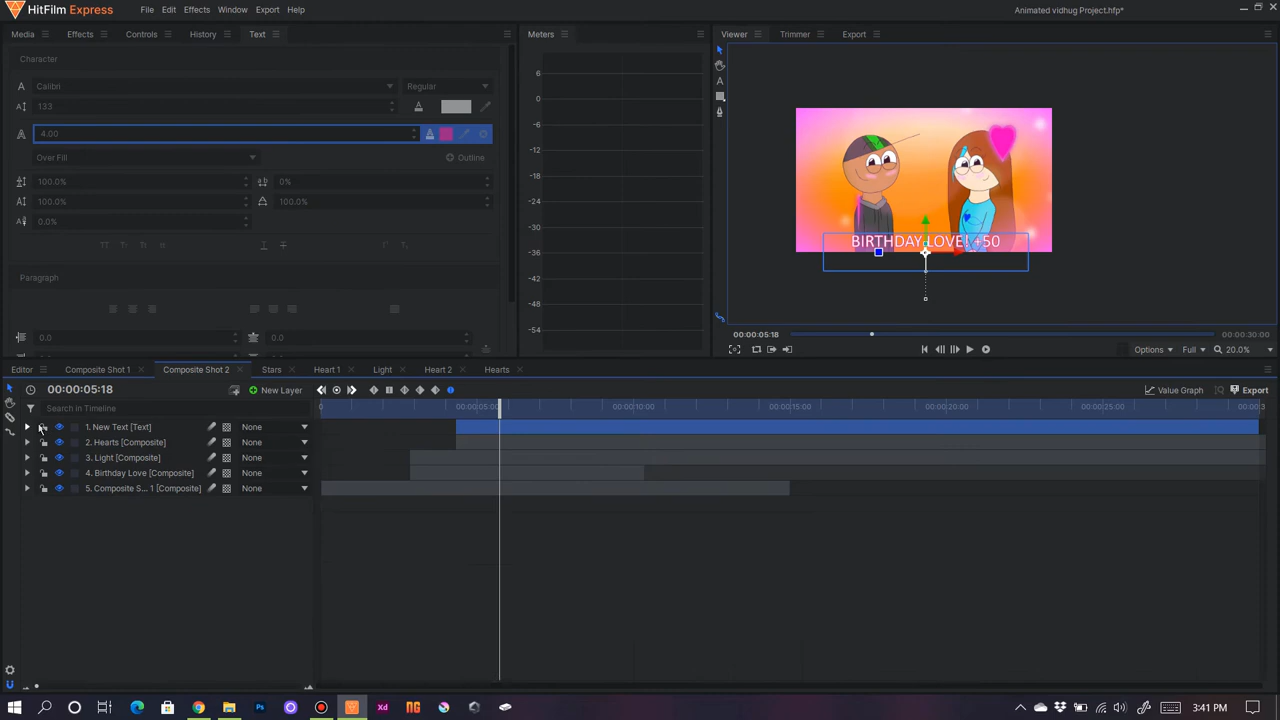 HitFilm Express
File Edit Effects Window Export Help
Animated vidhug Project.hfp*
Media Effects Controls History Text
Meters
Viewer Trimmer Export
Character
Calibri Regular
133
4.00
Over Fill Outline
100.0% 0%
100.0% 100.0%
0.0%
Paragraph
0.0 0.0
6
0
-6
-12
-18
-24
-30
-36
-42
-48
-54
BIRTHDAY LOVE! +50
00:00:05:18 00:00:30:00
Options Full 20.0%
Editor Composite Shot 1 Composite Shot 2 Stars Heart 1 Light Heart 2 Hearts
00:00:05:18 New Layer Value Graph Export
Search in Timeline
0 00:00:05:00 00:00:10:00 00:00:15:00 00:00:20:00 00:00:25:00
1. New Text [Text] None
2. Hearts [Composite] None
3. Light [Composite] None
4. Birthday Love [Composite] None
5. Composite S... 1 [Composite] None
3:41 PM